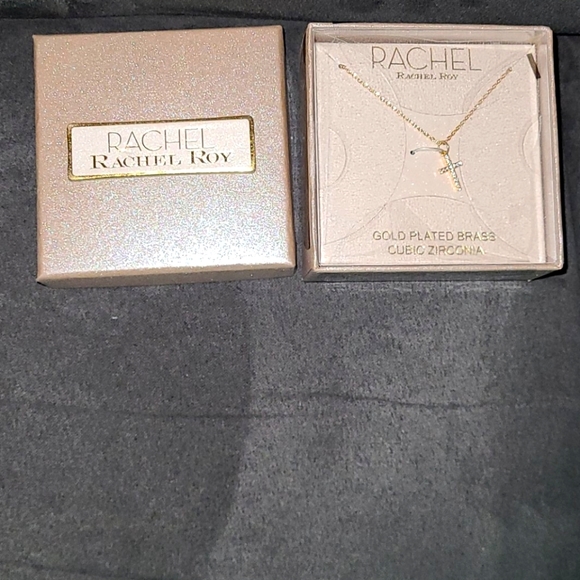 RACHEL
RACHEL ROY
RACHEL
RACHEL ROY
GOLD PLATED BRASS
CUBIC ZIRCONIA